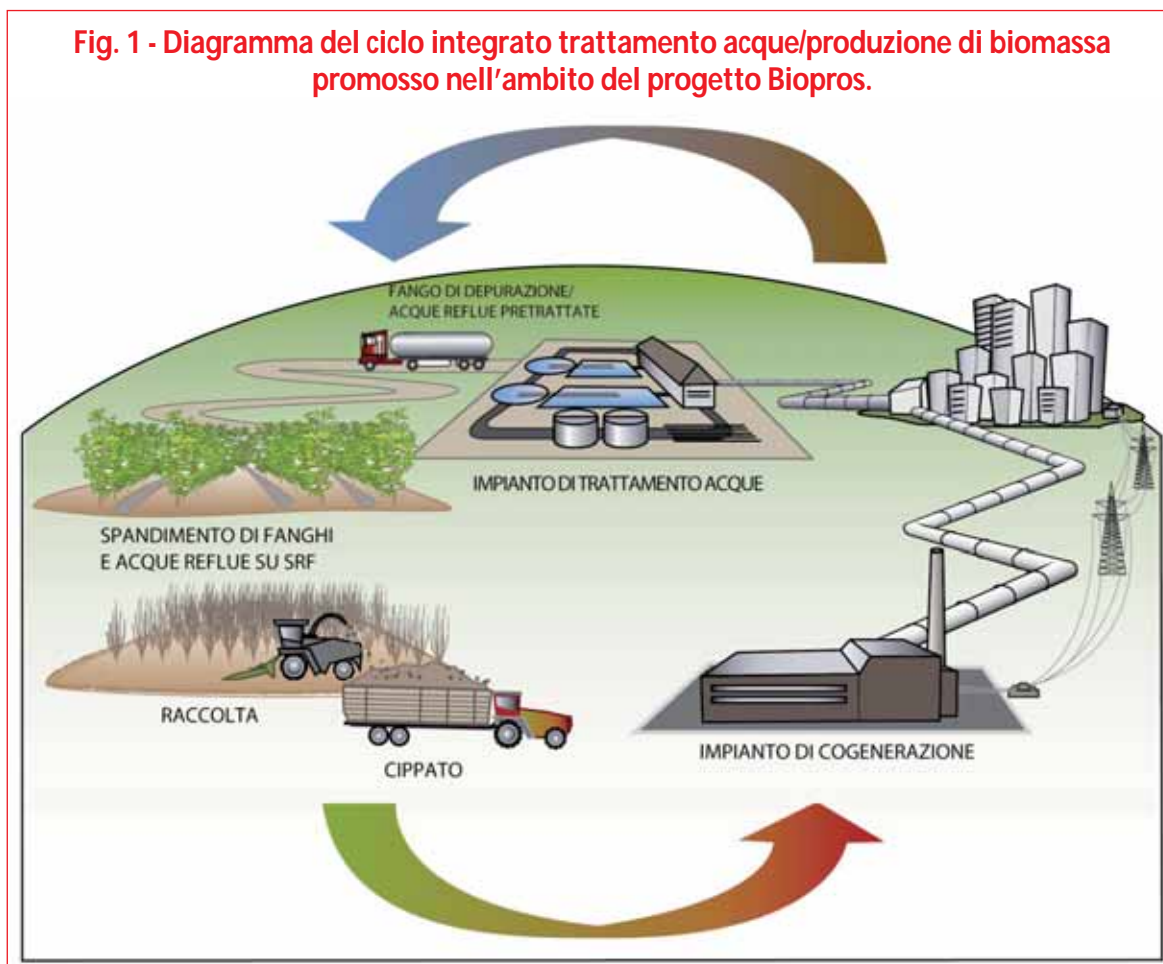 Fig. 1 - Diagramma del ciclo integrato trattamento acque/produzione di biomassa
promosso nell'ambito del progetto Biopros.
FANGO DI DEPURAZIONE/
ACQUE REFLUE PRETRATTATE
IMPIANTO DI TRATTAMENTO ACQUE
SPANDIMENTO DI FANGHI
E ACQUE REFLUE SU SRF
RACCOLTA
CIPPATO
IMPIANTO DI COGENERAZIONE